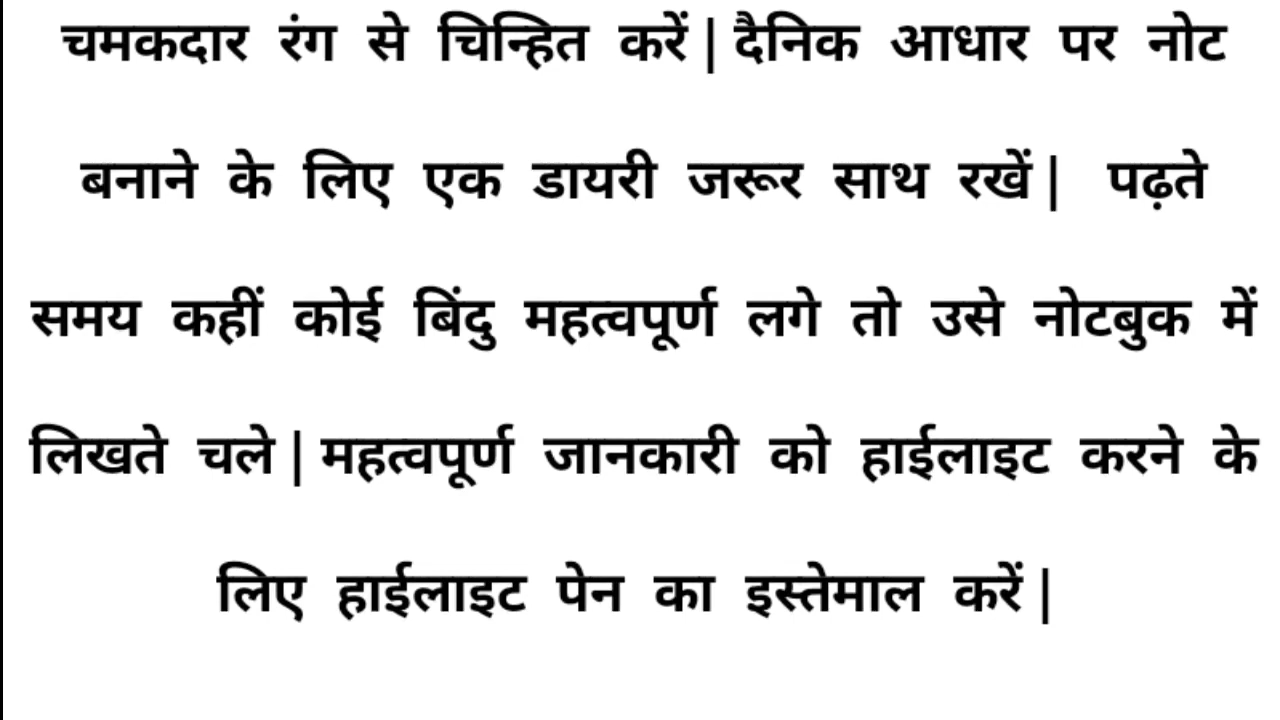 चमकदार रंग से चिन्हित करें | दैनिक आधार पर नोट
बनाने के लिए एक डायरी जरूर साथ रखें | पढ़ते
समय कहीं कोई बिंदु महत्वपूर्ण लगे तो उसे नोटबुक में
लिखते चले | महत्वपूर्ण जानकारी को हाईलाइट करने के
लिए हाईलाइट पेन का इस्तेमाल करें |